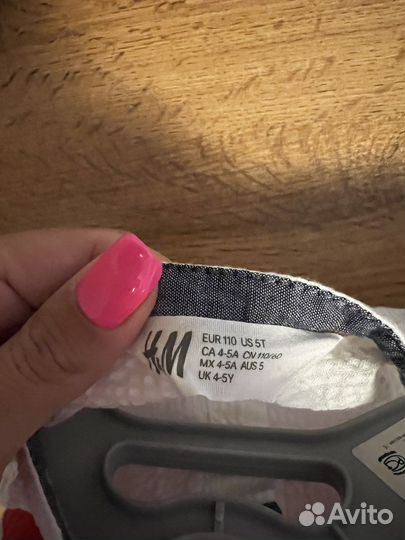 H&M
EUR 110 US 5T
CA 4-5A CN 110/60
MX 4-5A AUS 5
UK 4-5Y
Avito